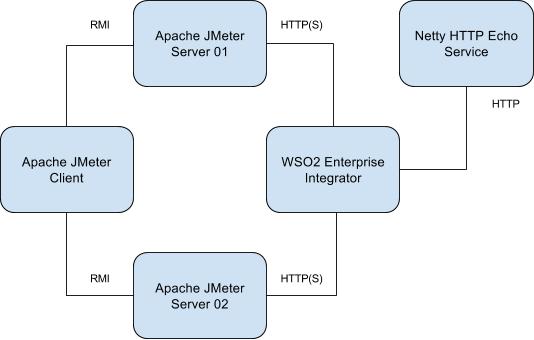 RMI
Apache JMeter
Server 01
HTTP(S)
Netty HTTP Echo
Service
HTTP
Apache JMeter
Client
WSO2 Enterprise
Integrator
RMI
Apache JMeter
Server 02
HTTP(S)